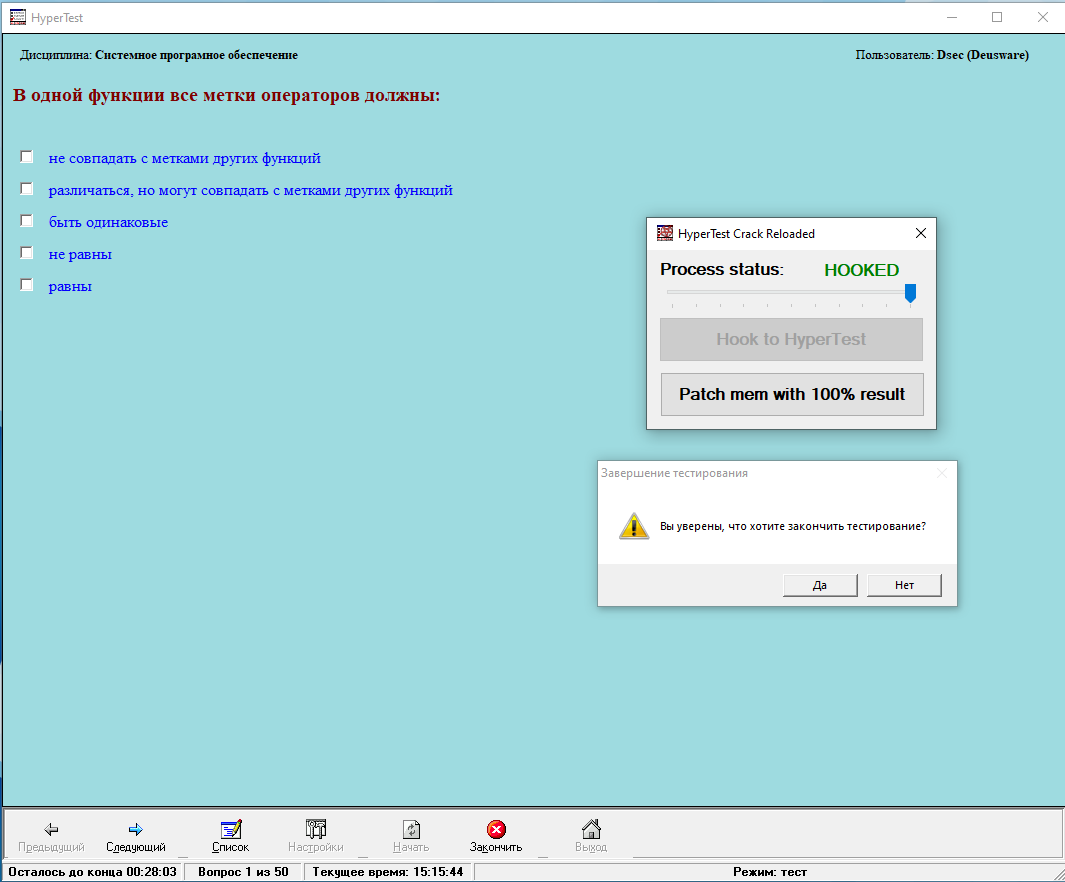 HyperTest
Дисциплина: Системное програмное обеспечение
Пользователь: Dsec (Deusware)
В одной функции все метки операторов должны:
не совпадать с метками других функций
различаться, но могут совпадать с метками других функций
быть одинаковые
не равны
равны
HyperTest Crack Reloaded
Process status: HOOKED
Hook to HyperTest
Patch mem with 100% result
Завершение тестирования
Вы уверены, что хотите закончить тестирование?
Да
Нет
Предыдущий
Следующий
Список
Настройки
Начать
Закончить
Выход
Осталось до конца 00:28:03
Вопрос 1 из 50
Текущее время: 15:15:44
Режим: тест